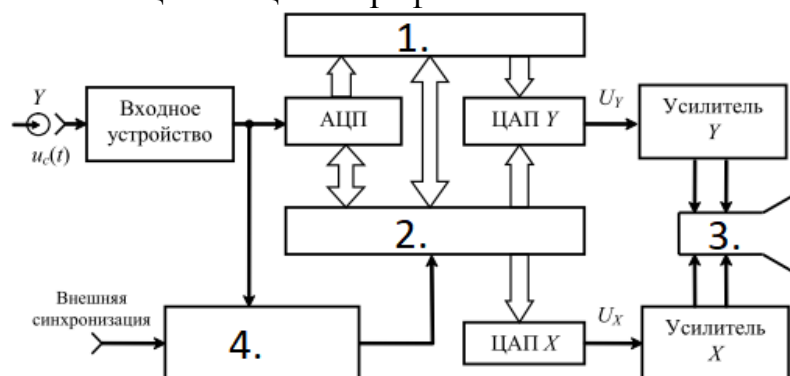 1.
Y
Входное
устройство
АЦП
ЦАП Y
U_Y
Усилитель
Y
u_c(t)
2.
3.
Внешняя
синхронизация
4.
ЦАП X
U_X
Усилитель
X